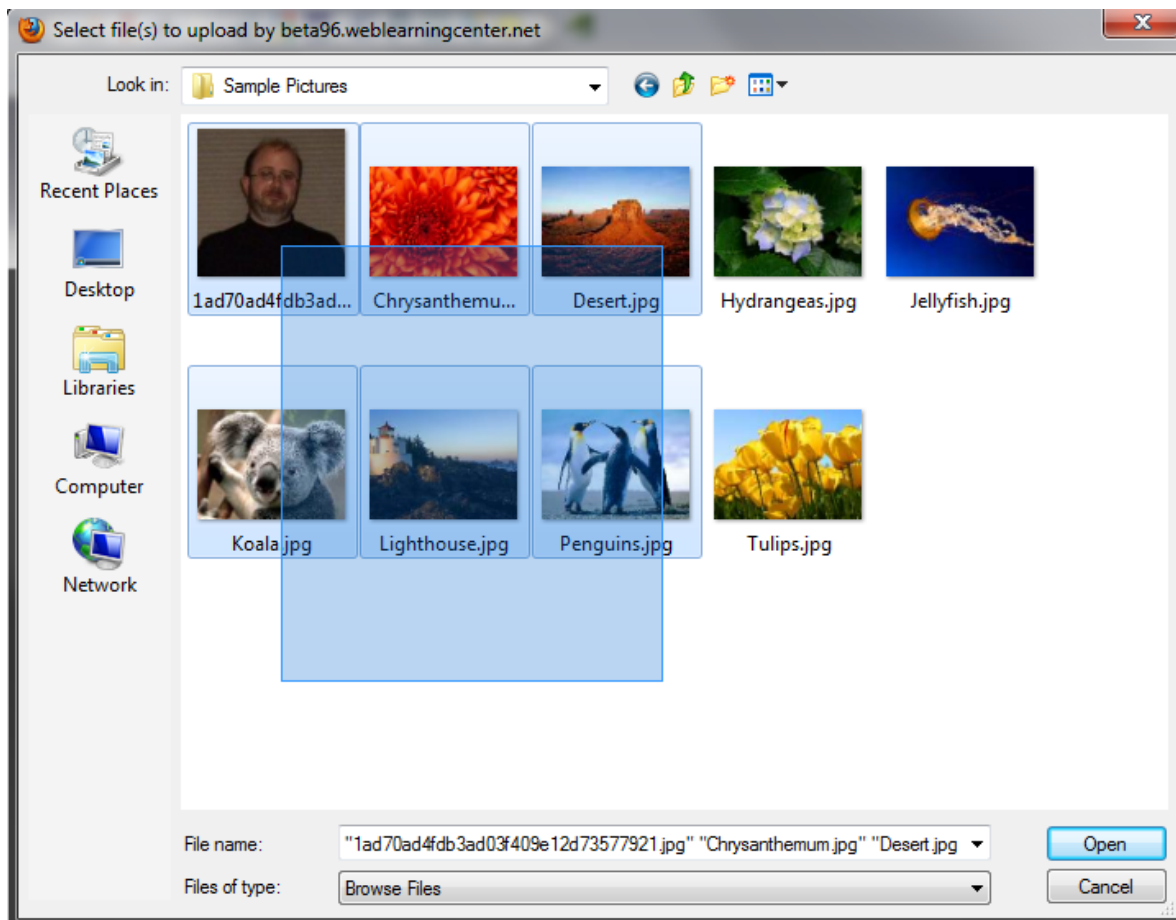 Select file(s) to upload by beta96.weblearningcenter.net
Look in: Sample Pictures
Recent Places
Desktop
Libraries
Computer
Network
1ad70ad4fdb3ad... Chrysanthemu... Desert.jpg Hydrangeas.jpg Jellyfish.jpg
Koala.jpg Lighthouse.jpg Penguins.jpg Tulips.jpg
File name: "1ad70ad4fdb3ad03f409e12d73577921.jpg" "Chrysanthemum.jpg" "Desert.jpg Open
Files of type: Browse Files Cancel